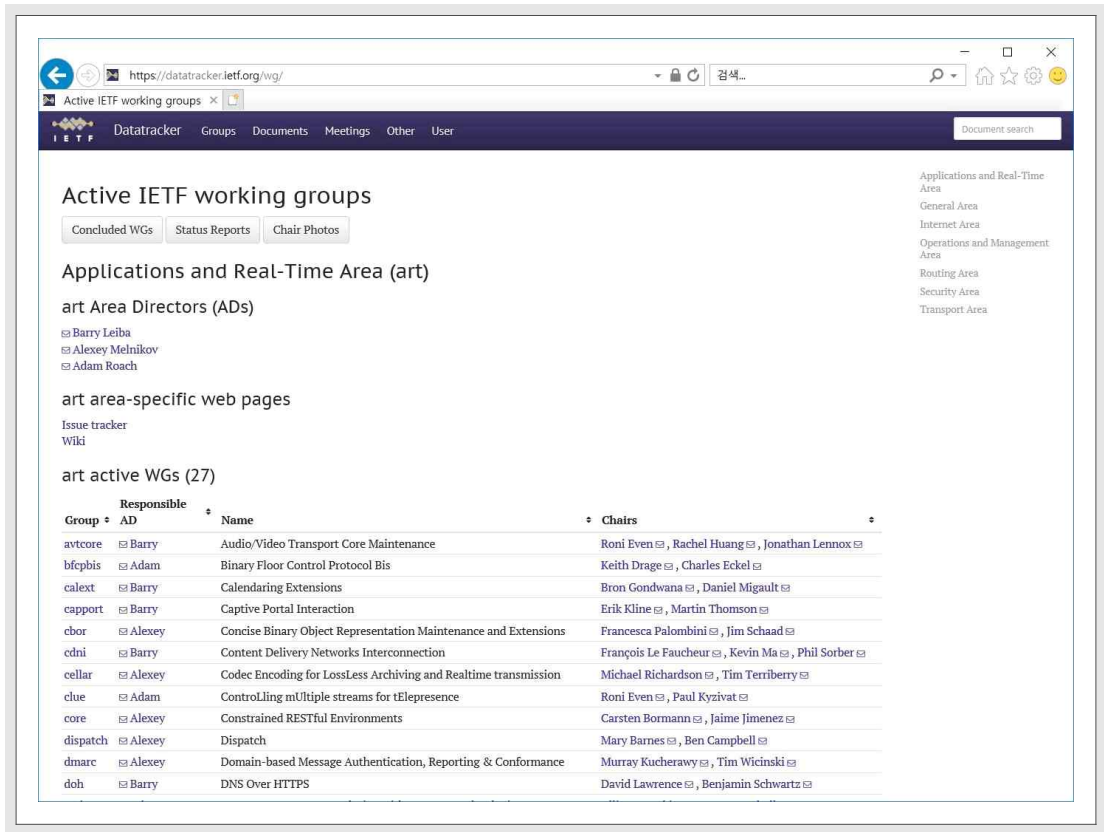 https://datatracker.ietf.org/wg/
검색...
Active IETF working groups
IETF
Datatracker Groups Documents Meetings Other User
Document search
Active IETF working groups
Concluded WGs Status Reports Chair Photos
Applications and Real-Time Area (art)
art Area Directors (ADs)
Barry Leiba
Alexey Melnikov
Adam Roach
art area-specific web pages
Issue tracker
Wiki
art active WGs (27)
Group Responsible AD Name Chairs
avtcore Barry Audio/Video Transport Core Maintenance Roni Even , Rachel Huang , Jonathan Lennox
bfcpbis Adam Binary Floor Control Protocol Bis Keith Drage , Charles Eckel
calext Barry Calendaring Extensions Bron Gondwana , Daniel Migault
capport Barry Captive Portal Interaction Erik Kline , Martin Thomson
cbor Alexey Concise Binary Object Representation Maintenance and Extensions Francesca Palombini , Jim Schaad
cdni Barry Content Delivery Networks Interconnection François Le Faucheur , Kevin Ma , Phil Sorber
cellar Alexey Codec Encoding for LossLess Archiving and Realtime transmission Michael Richardson , Tim Terriberry
clue Adam ControLling mUltiple streams for tElepresence Roni Even , Paul Kyzivat
core Alexey Constrained RESTful Environments Carsten Bormann , Jaime Jimenez
dispatch Alexey Dispatch Mary Barnes , Ben Campbell
dmarc Alexey Domain-based Message Authentication, Reporting & Conformance Murray Kucherawy , Tim Wicinski
doh Barry DNS Over HTTPS David Lawrence , Benjamin Schwartz
Applications and Real-Time
Area
General Area
Internet Area
Operations and Management
Area
Routing Area
Security Area
Transport Area